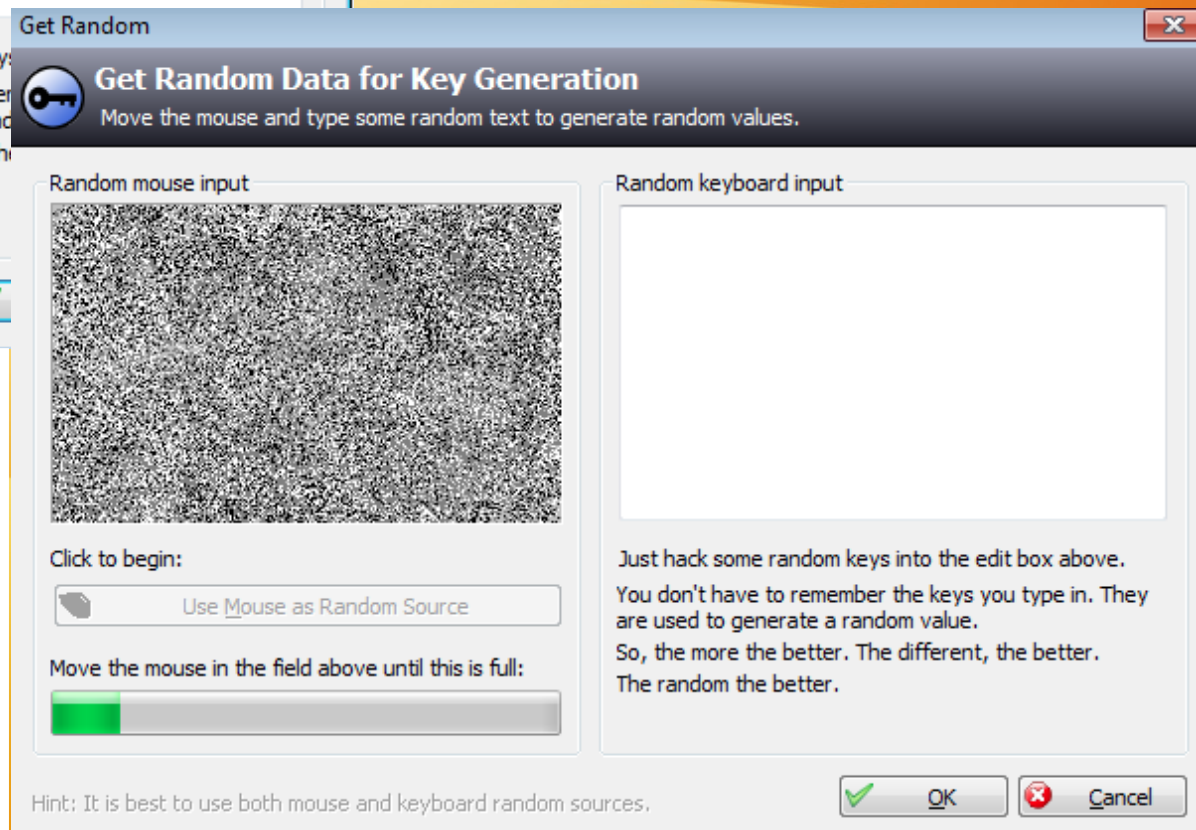 Get Random
Get Random Data for Key Generation
Move the mouse and type some random text to generate random values.
Random mouse input
Click to begin:
Use Mouse as Random Source
Move the mouse in the field above until this is full:
Random keyboard input
Just hack some random keys into the edit box above.
You don't have to remember the keys you type in. They
are used to generate a random value.
So, the more the better. The different, the better.
The random the better.
Hint: It is best to use both mouse and keyboard random sources.
OK
Cancel